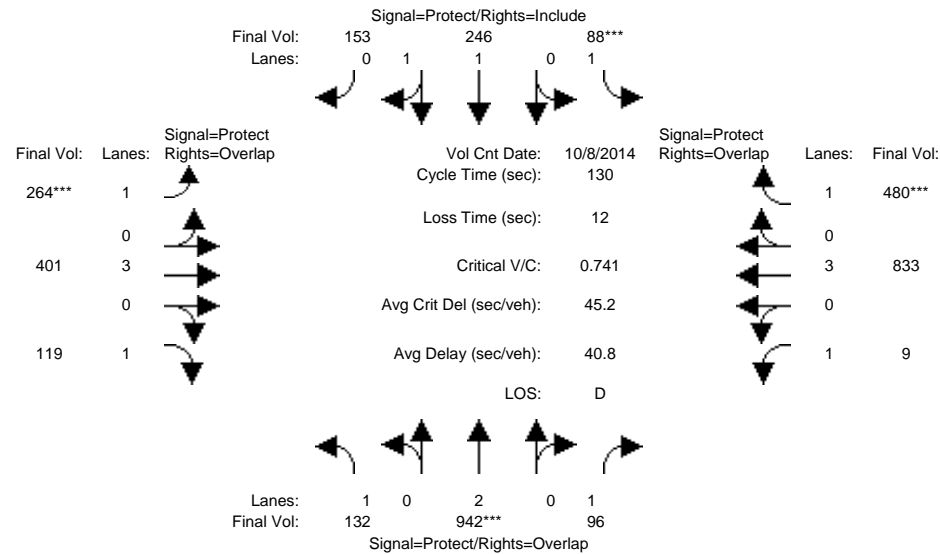 Signal=Protect/Rights=Include
Final Vol: 153 246 88***
Lanes: 0 1 1 0 1
Signal=Protect
Final Vol: Lanes: Rights=Overlap
Vol Cnt Date: 10/8/2014
Signal=Protect
Rights=Overlap Lanes: Final Vol:
Cycle Time (sec): 130
264*** 1
1 480***
Loss Time (sec): 12
0
0
401 3
Critical V/C: 0.741
3 833
0
Avg Crit Del (sec/veh): 45.2
0
119 1
Avg Delay (sec/veh): 40.8
1 9
LOS: D
Lanes: 1 0 2 0 1
Final Vol: 132 942*** 96
Signal=Protect/Rights=Overlap